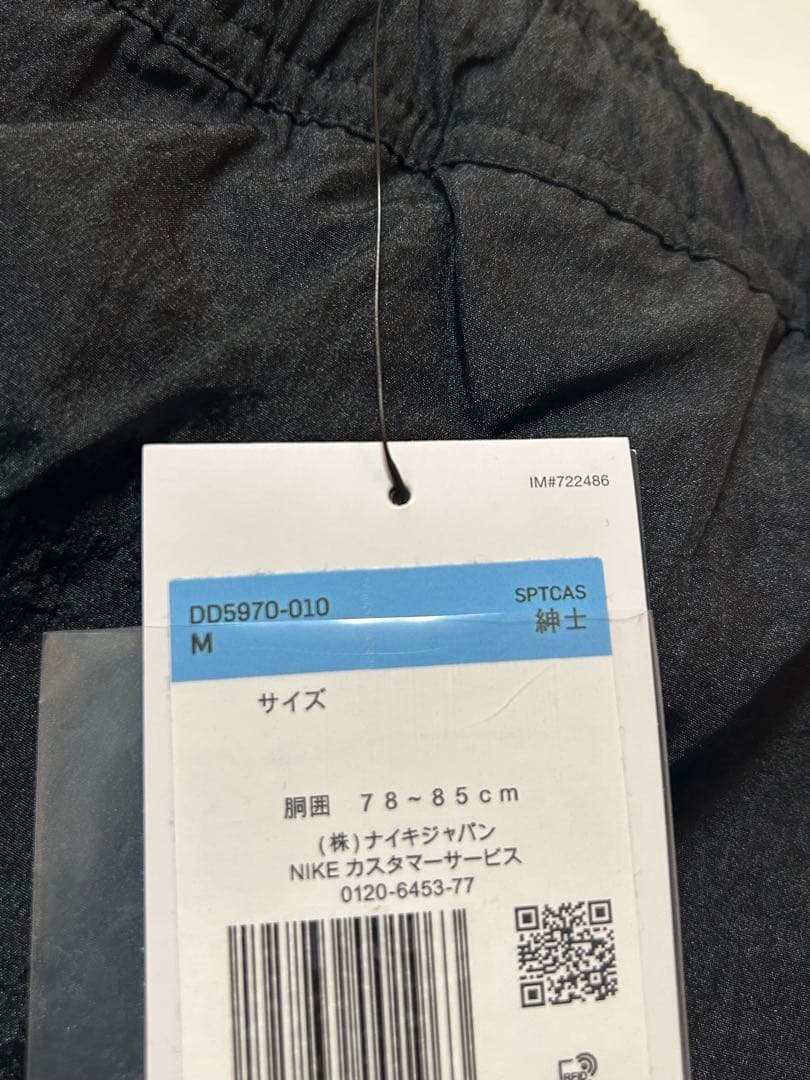 IM#722486
DD5970-010
SPTCAS
M
紳士
サイズ
胴囲 78~85cm
(株)ナイキジャパン
NIKE カスタマーサービス
0120-6453-77
RFID